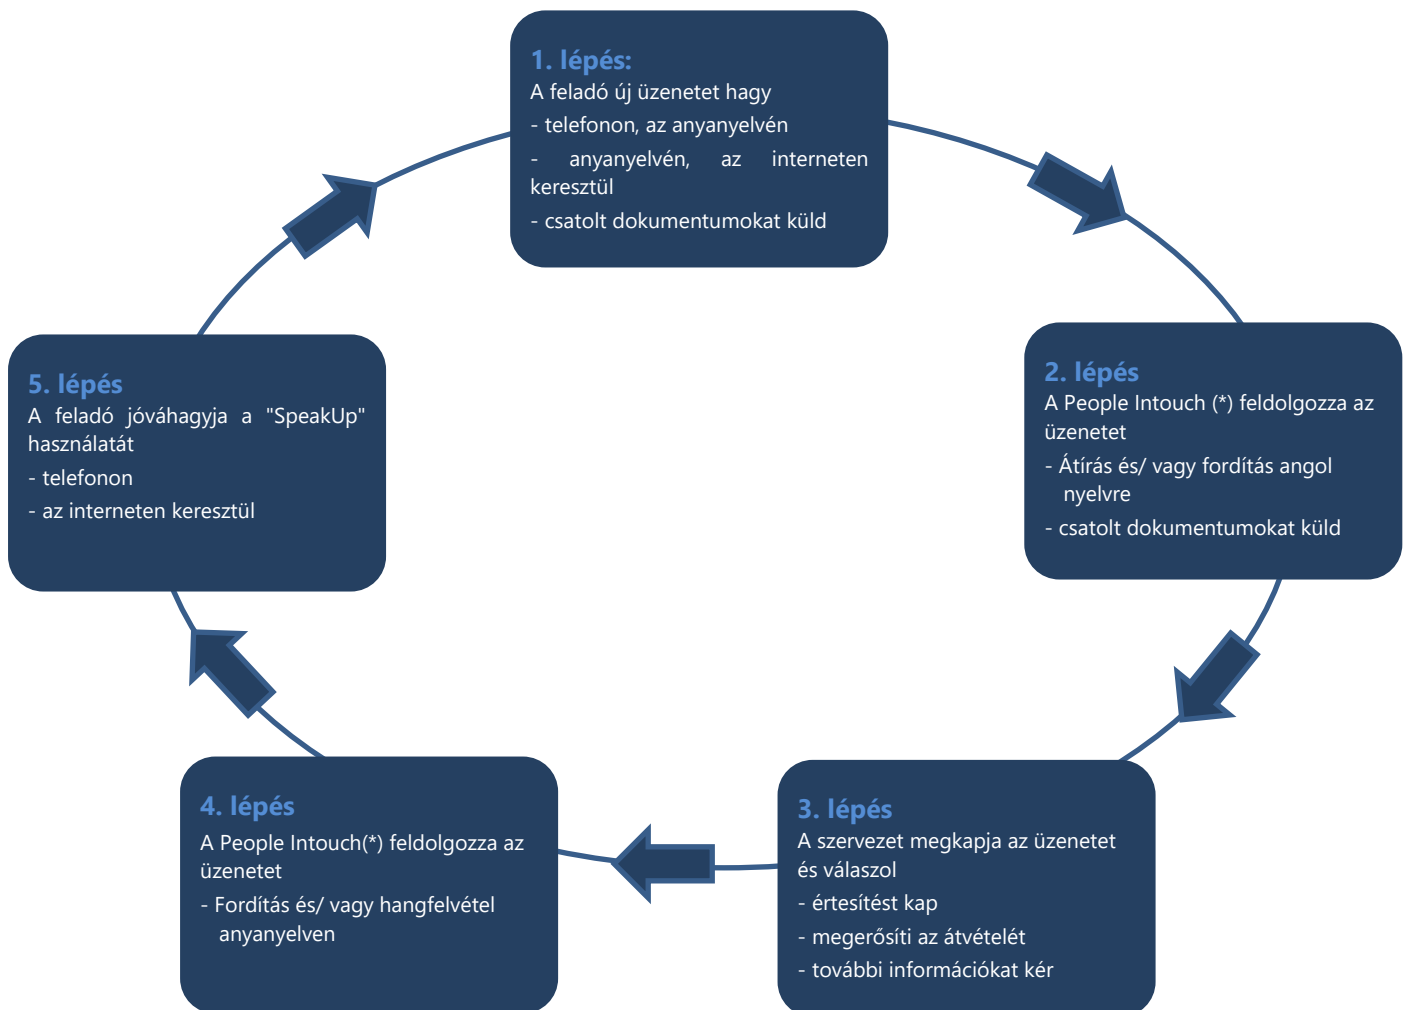 1. lépés:
A feladó új üzenetet hagy
- telefonon, az anyanyelvén
- anyanyelvén, az interneten
keresztül
- csatolt dokumentumokat küld
2. lépés
A People Intouch (*) feldolgozza az
üzenetet
- Átírás és/ vagy fordítás angol
nyelvre
- csatolt dokumentumokat küld
3. lépés
A szervezet megkapja az üzenetet
és válaszol
- értesítést kap
- megerősíti az átvételét
- további információkat kér
4. lépés
A People Intouch(*) feldolgozza az
üzenetet
- Fordítás és/ vagy hangfelvétel
anyanyelven
5. lépés
A feladó jóváhagyja a "SpeakUp"
használatát
- telefonon
- az interneten keresztül